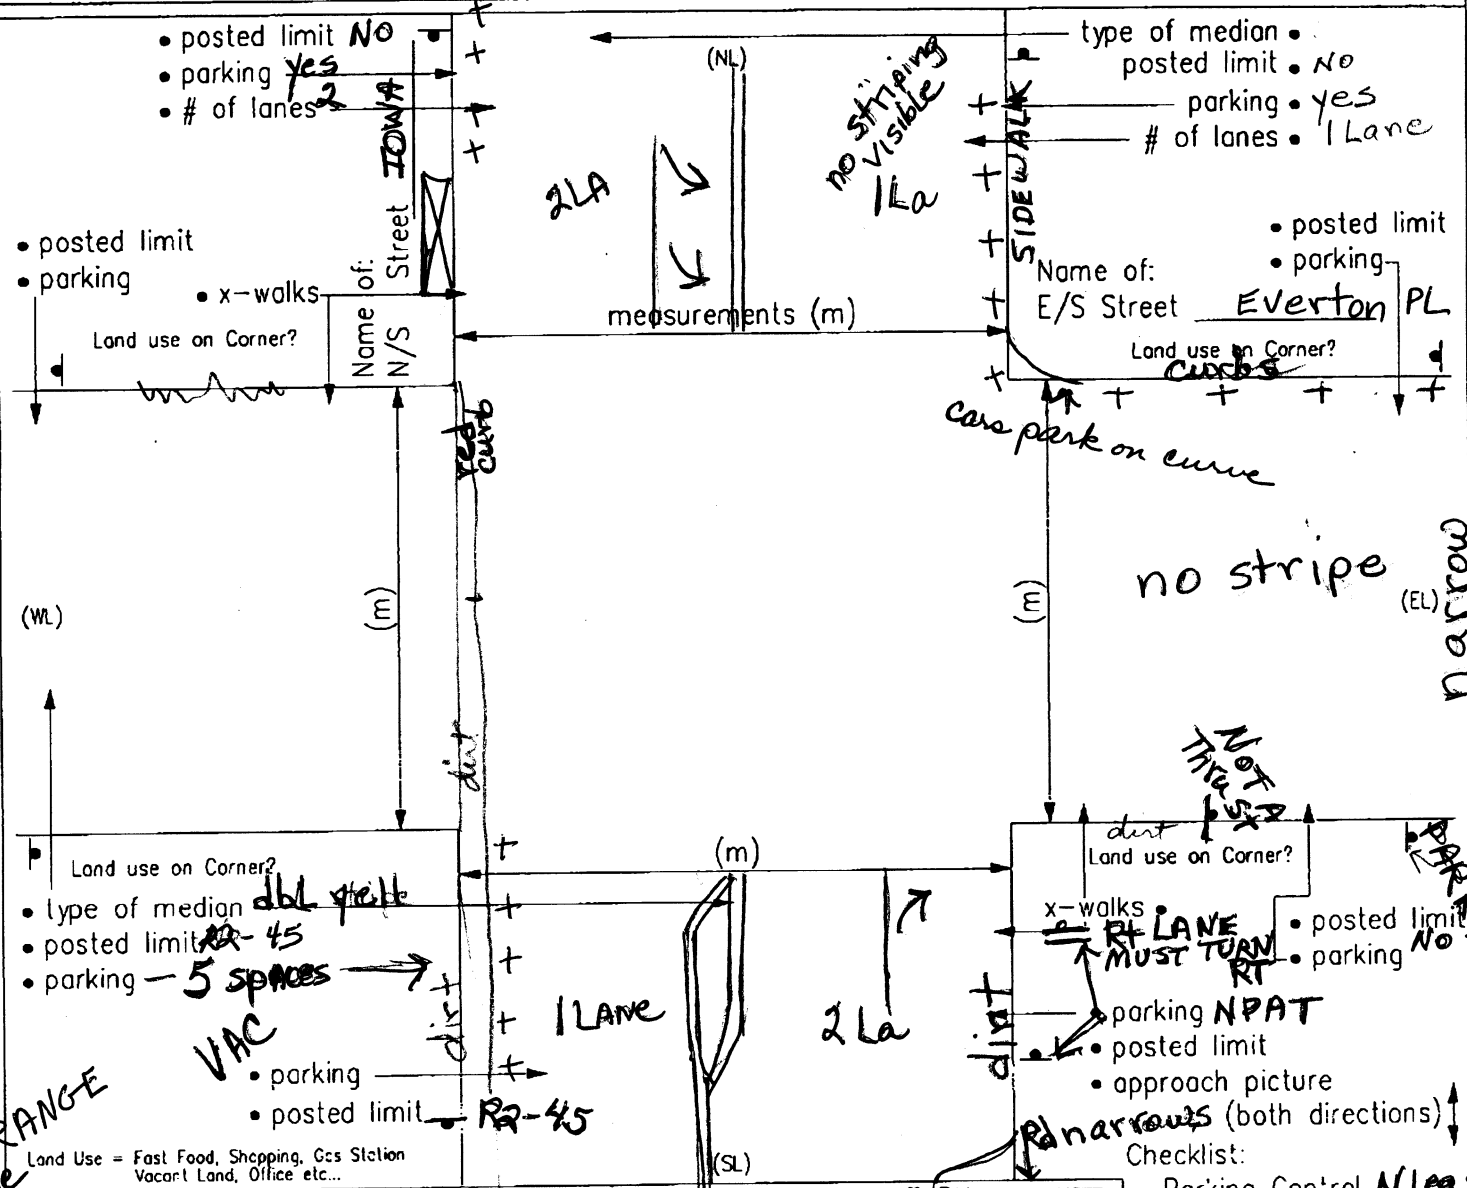 • posted limit NO
• parking yes
• # of lanes 2
IOWA
Name of: Street
N/S
• posted limit
• parking
• x-walks
Land use on Corner?
(NL)
2LA
no striping
visible
1La
measurements (m)
type of median •
posted limit • NO
parking • yes
# of lanes • 1 Lane
SIDEWALK
• posted limit
• parking
Name of:
E/S Street Everton PL
Land use on Corner?
curbs
cars park on curve
red
curb
(WL)
(m)
(m)
no stripe
(EL)
narrow
dirt
NOT A
Thru St
dirt
Land use on Corner?
Land use on Corner?
• type of median dbl yell
• posted limit R2-45
• parking — 5 spaces
dirt
VAC
• parking
• posted limit R2-45
(m)
1 LANE
2 La
(SL)
x-walks
Rt LANE
MUST TURN
RT
• posted limit
• parking No
dirt
• parking NPAT
• posted limit
• approach picture
(both directions)
Rd narrows
Checklist:
Land Use = Fast Food, Shopping, Gas Station
Vacant Land, Office etc...
Parking Control